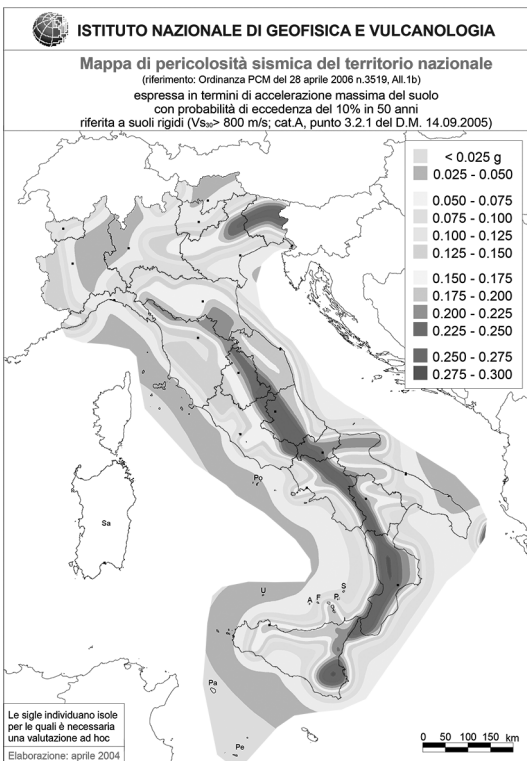 ISTITUTO NAZIONALE DI GEOFISICA E VULCANOLOGIA
Mappa di pericolosità sismica del territorio nazionale
(riferimento: Ordinanza PCM del 28 aprile 2006 n.3519, All.1b)
espressa in termini di accelerazione massima del suolo
con probabilità di eccedenza del 10% in 50 anni
riferita a suoli rigidi (Vs30> 800 m/s; cat.A, punto 3.2.1 del D.M. 14.09.2005)
< 0.025 g
0.025 - 0.050
0.050 - 0.075
0.075 - 0.100
0.100 - 0.125
0.125 - 0.150
0.150 - 0.175
0.175 - 0.200
0.200 - 0.225
0.225 - 0.250
0.250 - 0.275
0.275 - 0.300
Po
Sa
U
A F P
S
Pa
Pe
Le sigle individuano isole
per le quali è necessaria
una valutazione ad hoc
Elaborazione: aprile 2004
0 50 100 150 km